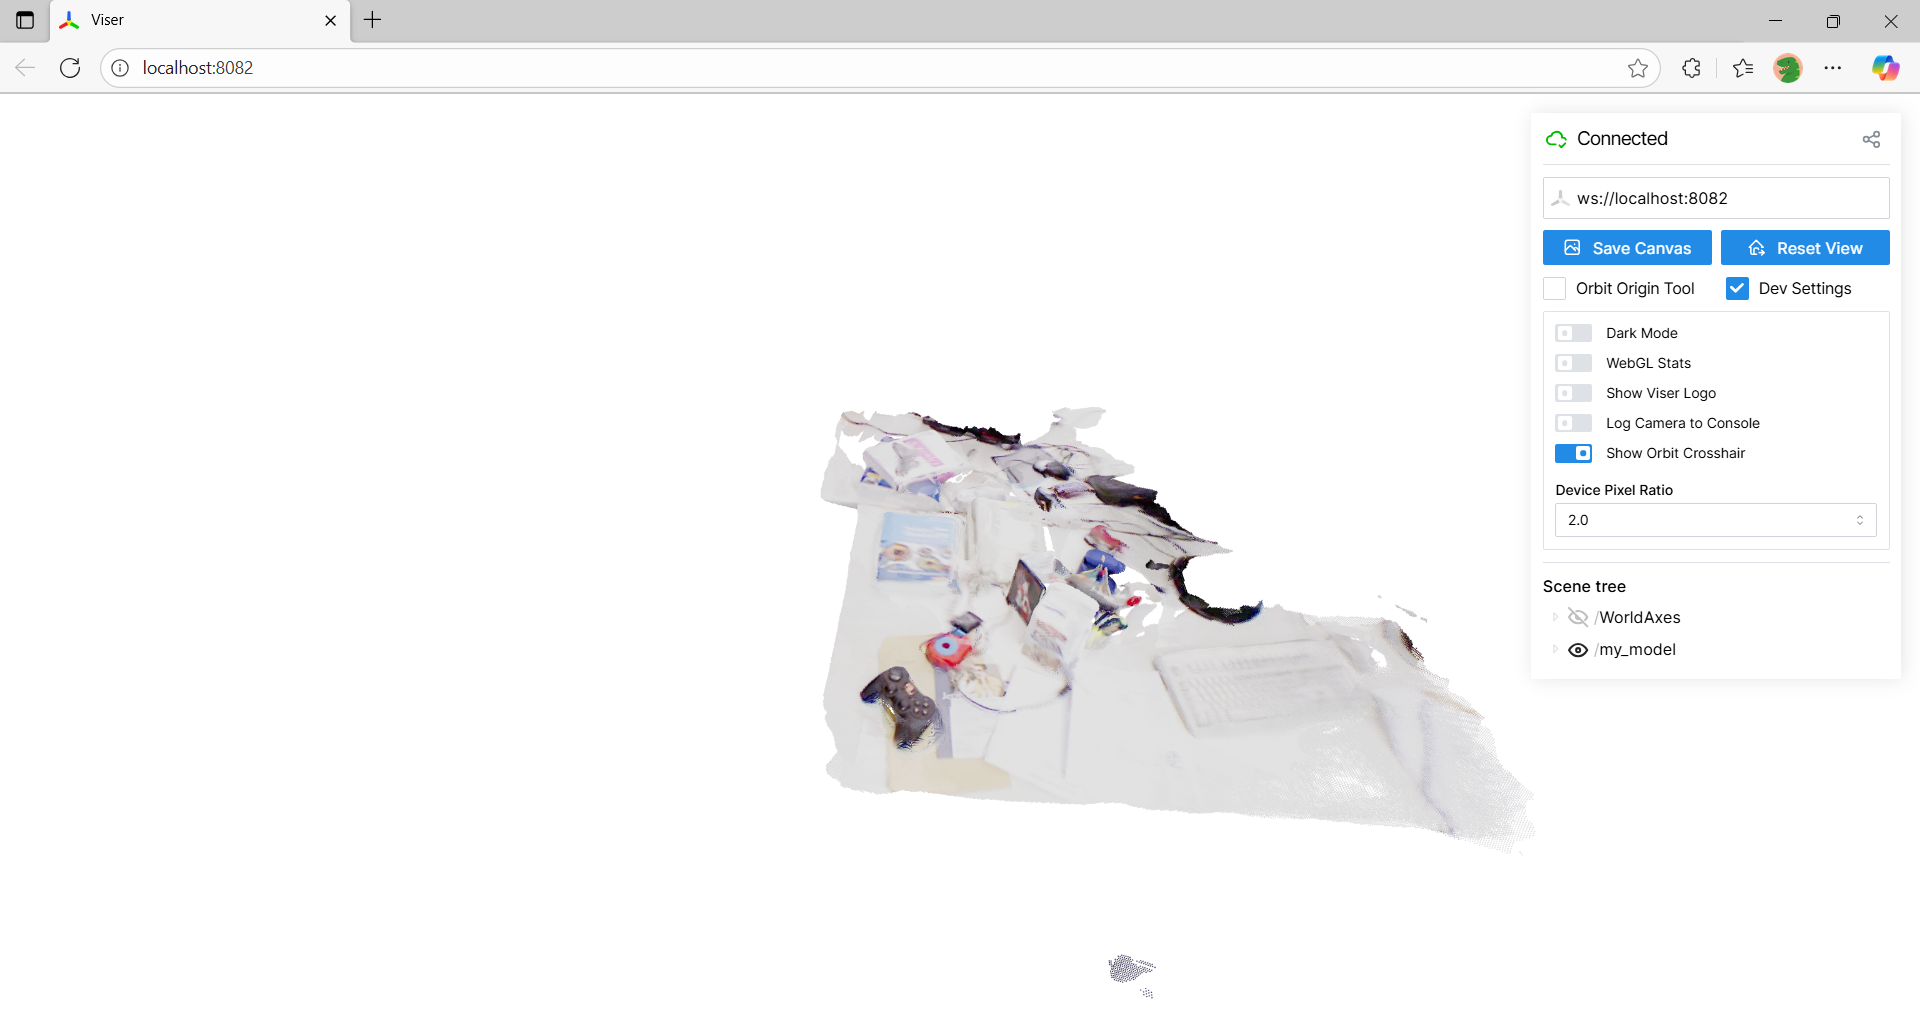 Viser
localhost:8082
Connected
ws://localhost:8082
Save Canvas
Reset View
Orbit Origin Tool
Dev Settings
Dark Mode
WebGL Stats
Show Viser Logo
Log Camera to Console
Show Orbit Crosshair
Device Pixel Ratio
2.0
Scene tree
/WorldAxes
/my_model